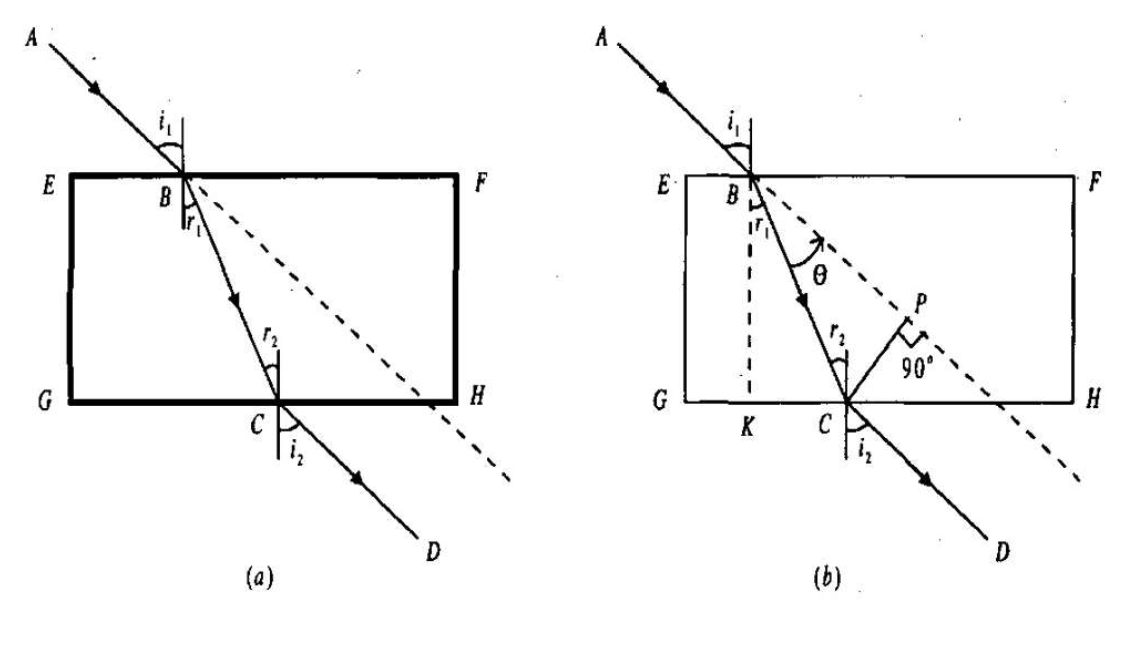 A
i₁
E
B
F
r₁
r₂
G
C
H
i₂
D
(a)
A
i₁
E
B
F
r₁
θ
P
r₂
90°
G
K
C
H
i₂
D
(b)